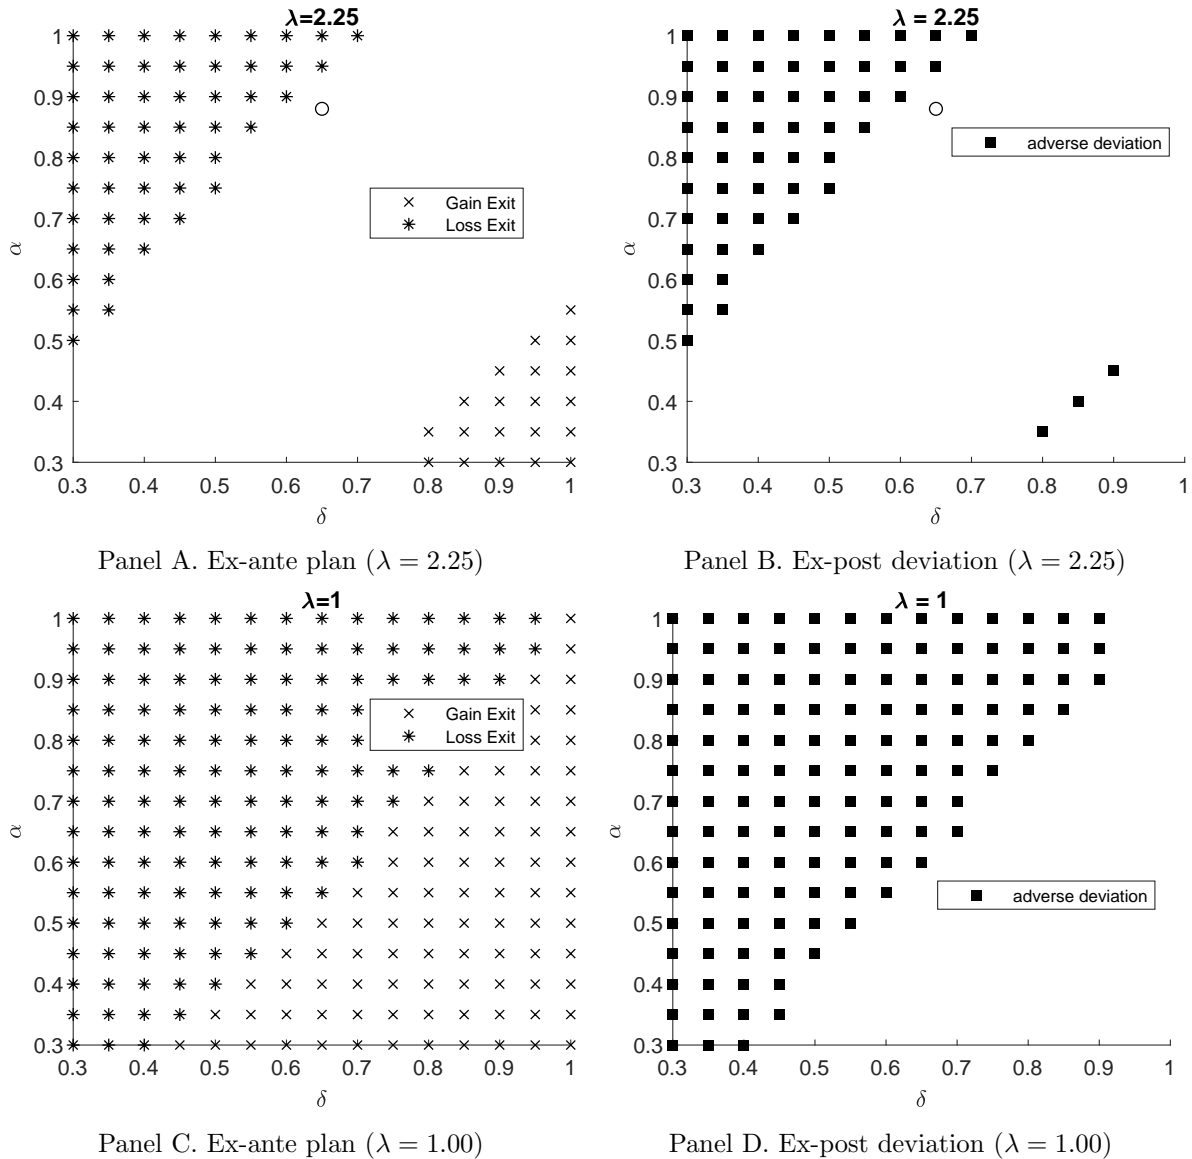 λ=2.25
1
0.9
0.8
0.7
0.6
0.5
0.4
0.3
α
Gain Exit
Loss Exit
0.3 0.4 0.5 0.6 0.7 0.8 0.9 1
δ
Panel A. Ex-ante plan (λ = 2.25)
λ = 2.25
1
0.9
0.8
0.7
0.6
0.5
0.4
0.3
α
adverse deviation
0.3 0.4 0.5 0.6 0.7 0.8 0.9 1
δ
Panel B. Ex-post deviation (λ = 2.25)
λ=1
1
0.9
0.8
0.7
0.6
0.5
0.4
0.3
α
Gain Exit
Loss Exit
0.3 0.4 0.5 0.6 0.7 0.8 0.9 1
δ
Panel C. Ex-ante plan (λ = 1.00)
λ = 1
1
0.9
0.8
0.7
0.6
0.5
0.4
0.3
α
adverse deviation
0.3 0.4 0.5 0.6 0.7 0.8 0.9 1
δ
Panel D. Ex-post deviation (λ = 1.00)